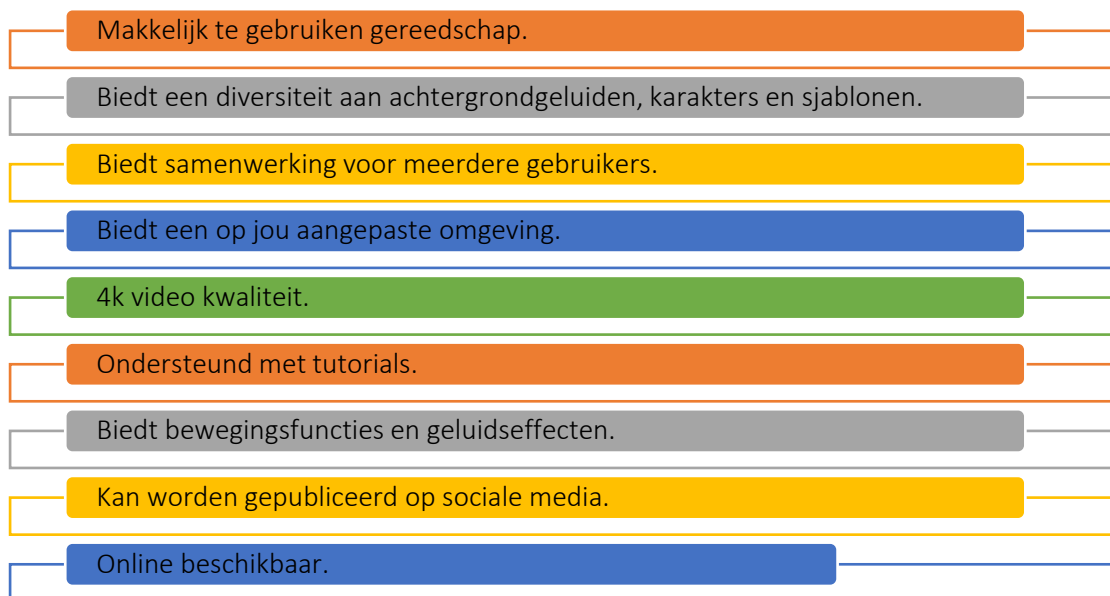 Makkelijk te gebruiken gereedschap.
Biedt een diversiteit aan achtergrondgeluiden, karakters en sjablonen.
Biedt samenwerking voor meerdere gebruikers.
Biedt een op jou aangepaste omgeving.
4k video kwaliteit.
Ondersteund met tutorials.
Biedt bewegingsfuncties en geluidseffecten.
Kan worden gepubliceerd op sociale media.
Online beschikbaar.